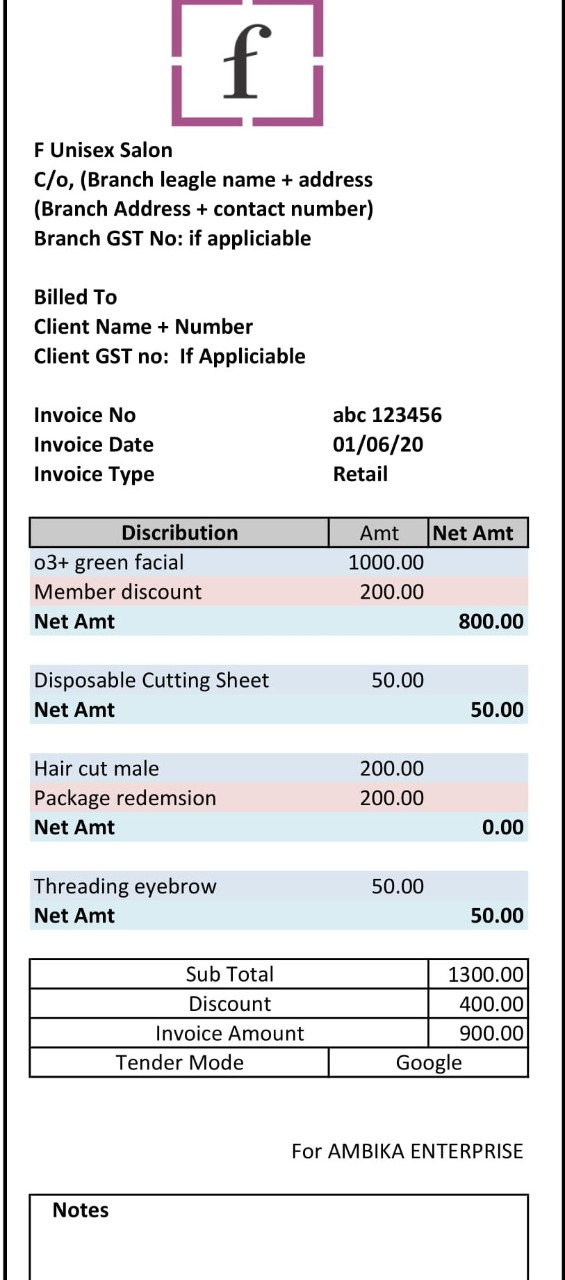 f
F Unisex Salon
C/o, (Branch leagle name + address
(Branch Address + contact number)
Branch GST No: if appliciable
Billed To
Client Name + Number
Client GST no:  If Appliciable
Invoice No abc 123456
Invoice Date 01/06/20
Invoice Type Retail
Discribution Amt Net Amt
o3+ green facial 1000.00
Member discount 200.00
Net Amt 800.00
Disposable Cutting Sheet 50.00
Net Amt 50.00
Hair cut male 200.00
Package redemsion 200.00
Net Amt 0.00
Threading eyebrow 50.00
Net Amt 50.00
Sub Total 1300.00
Discount 400.00
Invoice Amount 900.00
Tender Mode Google
For AMBIKA ENTERPRISE
Notes